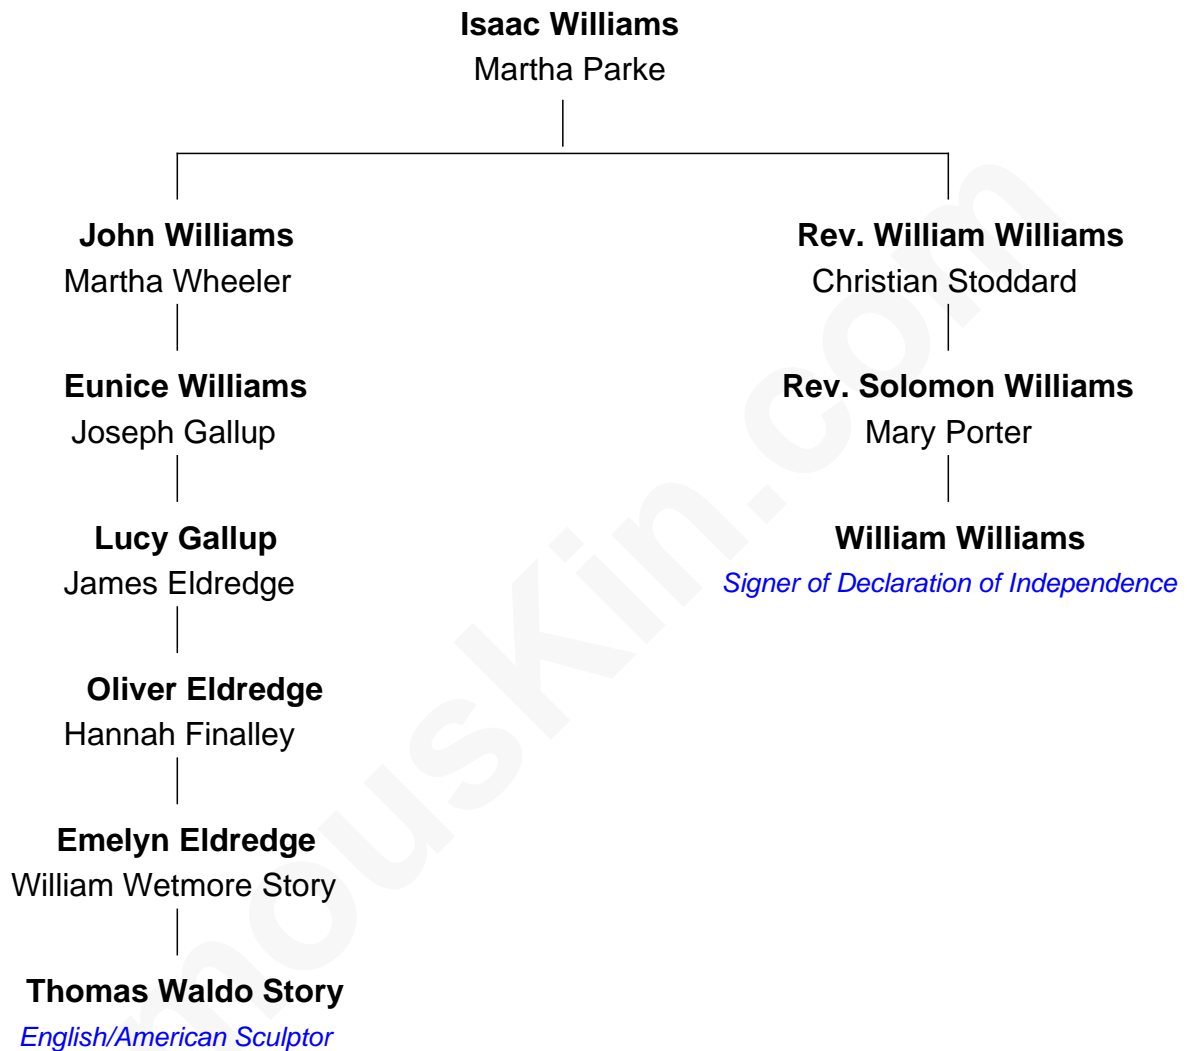 Isaac Williams
Martha Parke
John Williams
Martha Wheeler
Rev. William Williams
Christian Stoddard
Eunice Williams
Joseph Gallup
Rev. Solomon Williams
Mary Porter
Lucy Gallup
James Eldredge
William Williams
Signer of Declaration of Independence
Oliver Eldredge
Hannah Finalley
Emelyn Eldredge
William Wetmore Story
Thomas Waldo Story
English/American Sculptor
mousKin.com